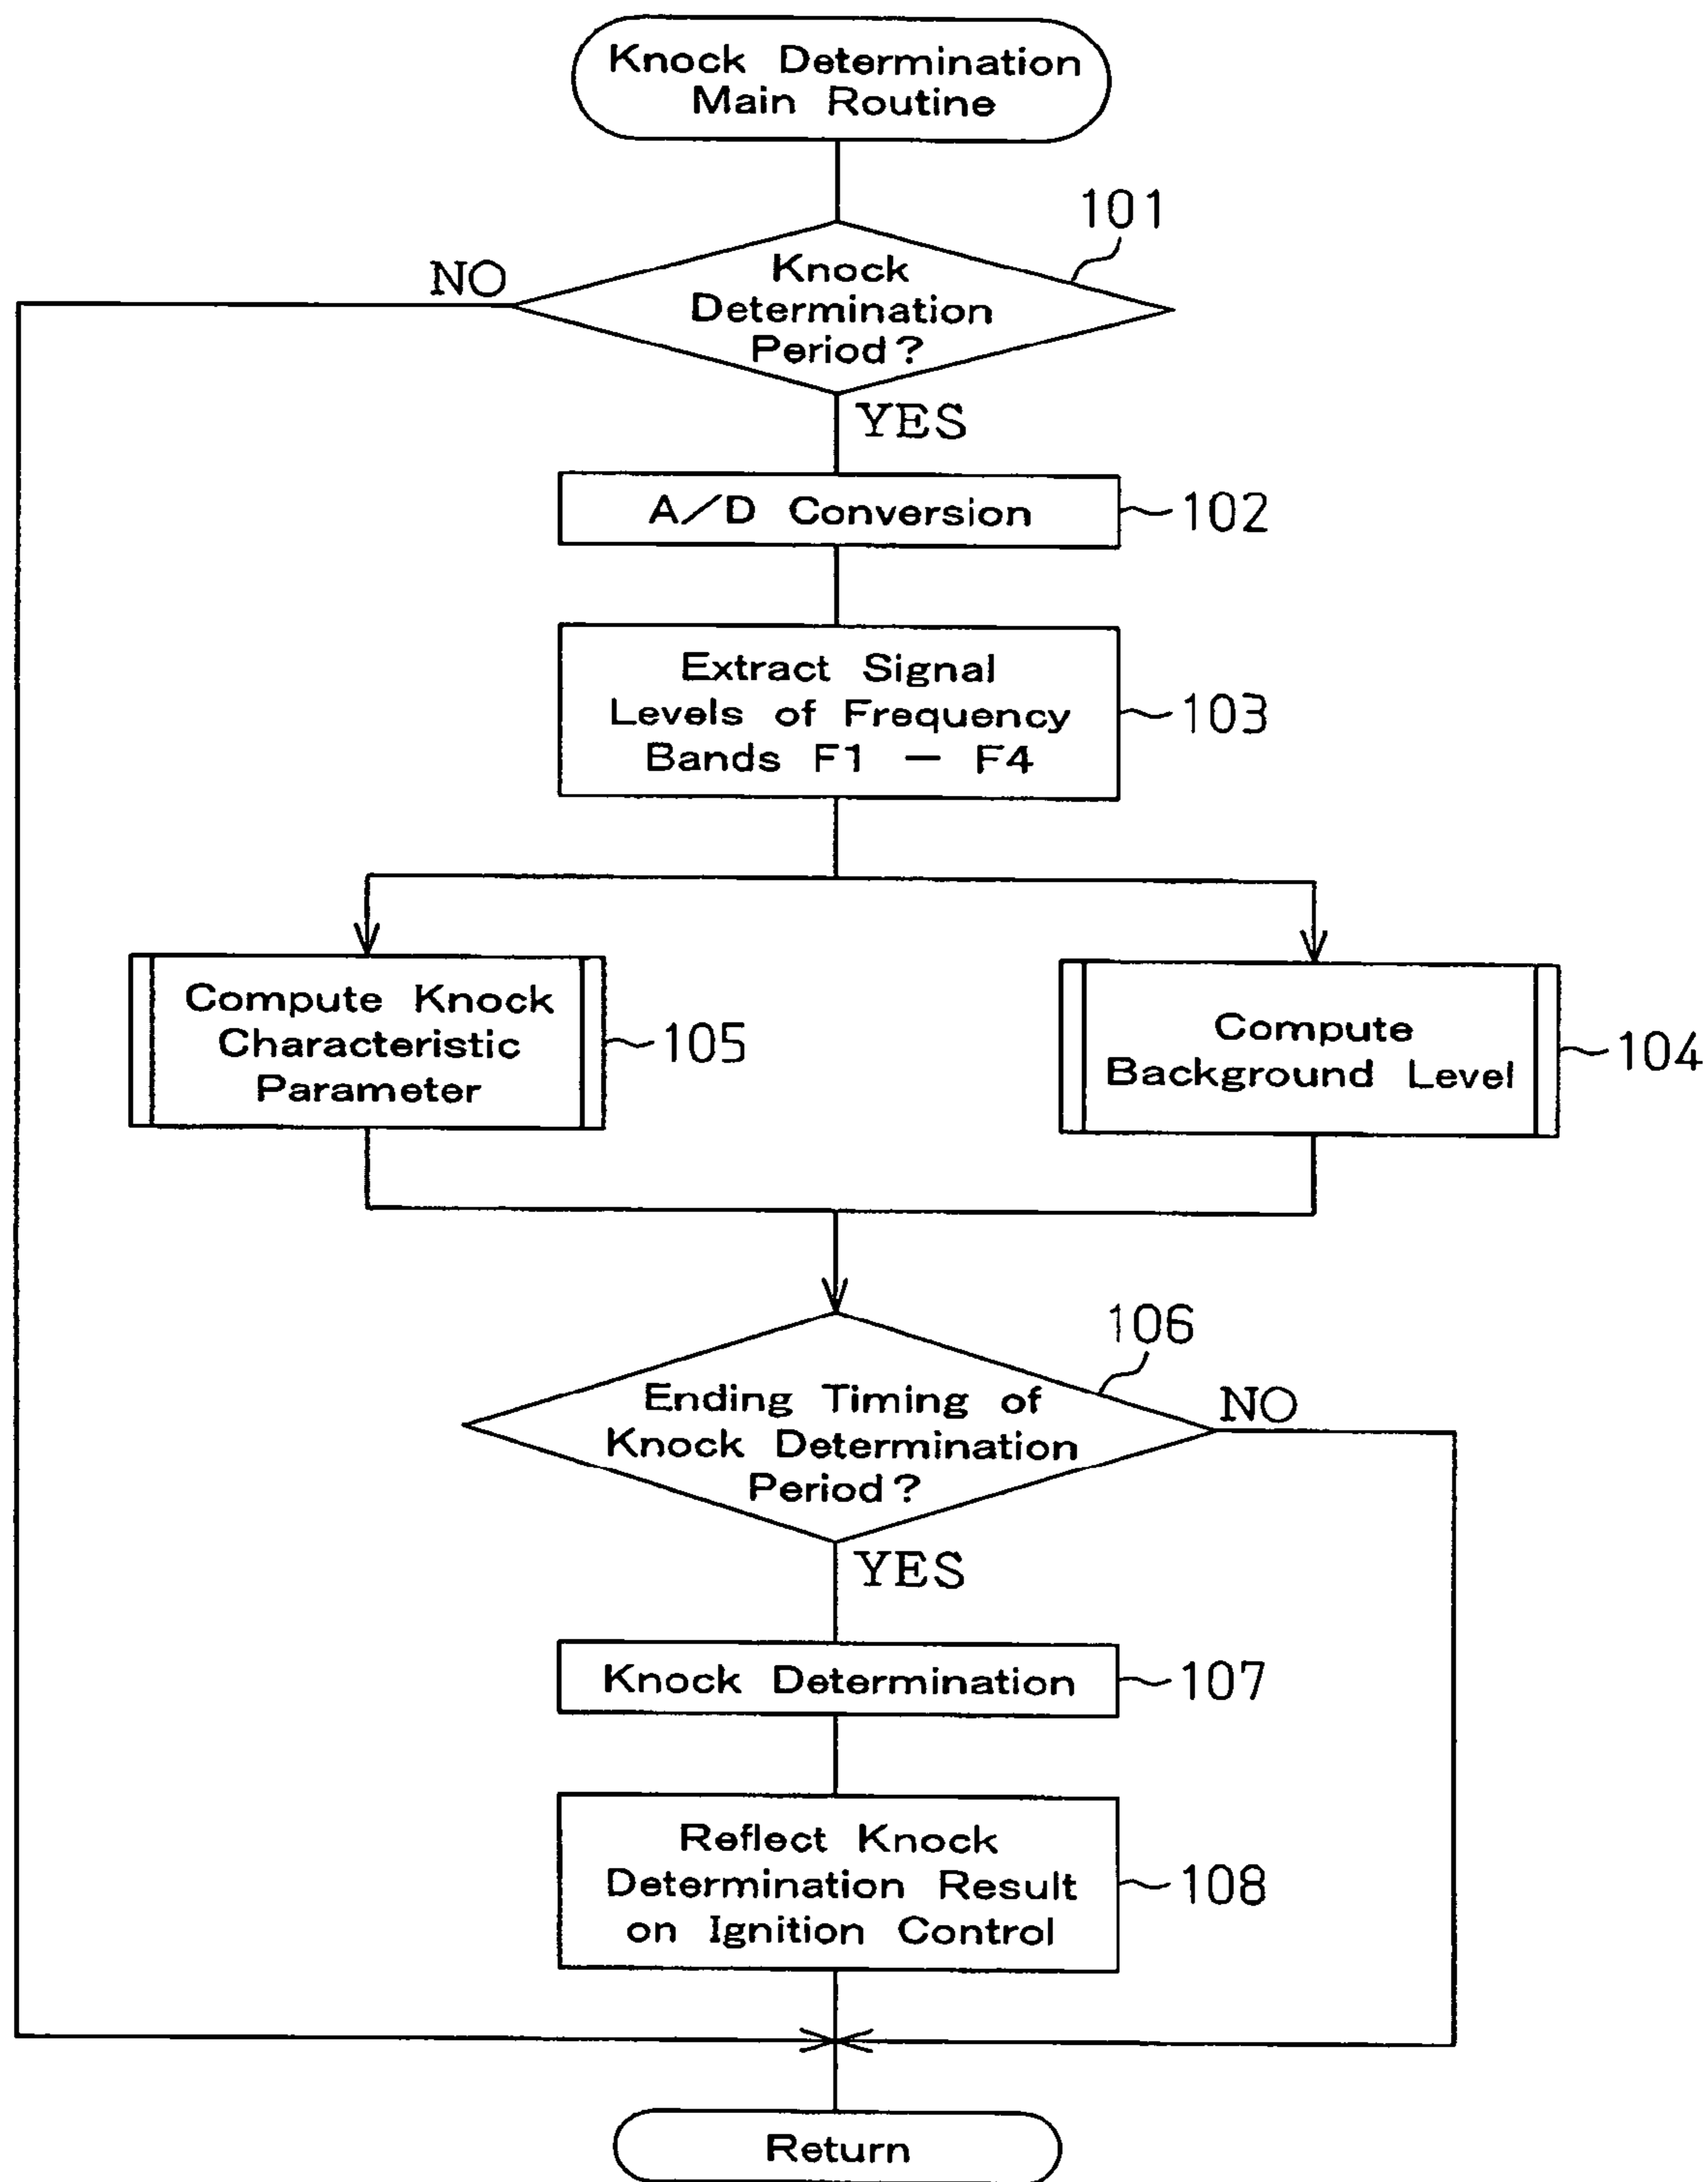 Knock Determination
Main Routine
101
NO
Knock
Determination
Period?
YES
A/D Conversion
102
Extract Signal
Levels of Frequency
Bands F1 — F4
103
Compute Knock
Characteristic
Parameter
105
Compute
Background Level
104
106
Ending Timing of
Knock Determination
Period?
NO
YES
Knock Determination
107
Reflect Knock
Determination Result
on Ignition Control
108
Return